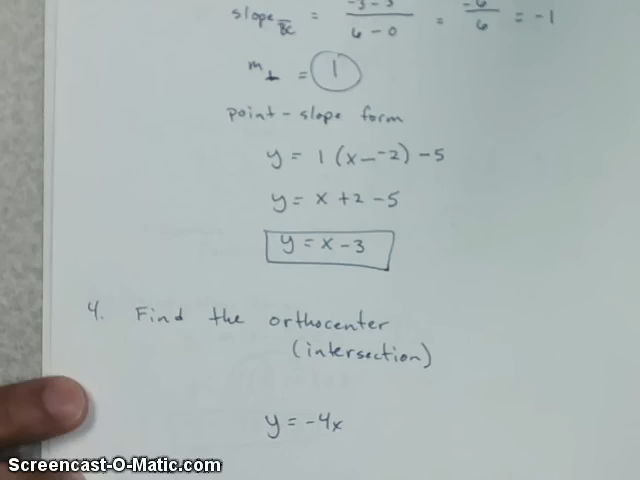 slope BC = -3-3 / 6-0 = -6/6 = -1
m⊥ = 1
point-slope form
y = 1(x--2)-5
y = x+2-5
y = x-3
4. Find the orthocenter
(intersection)
y = -4x
Screencast-O-Matic.com